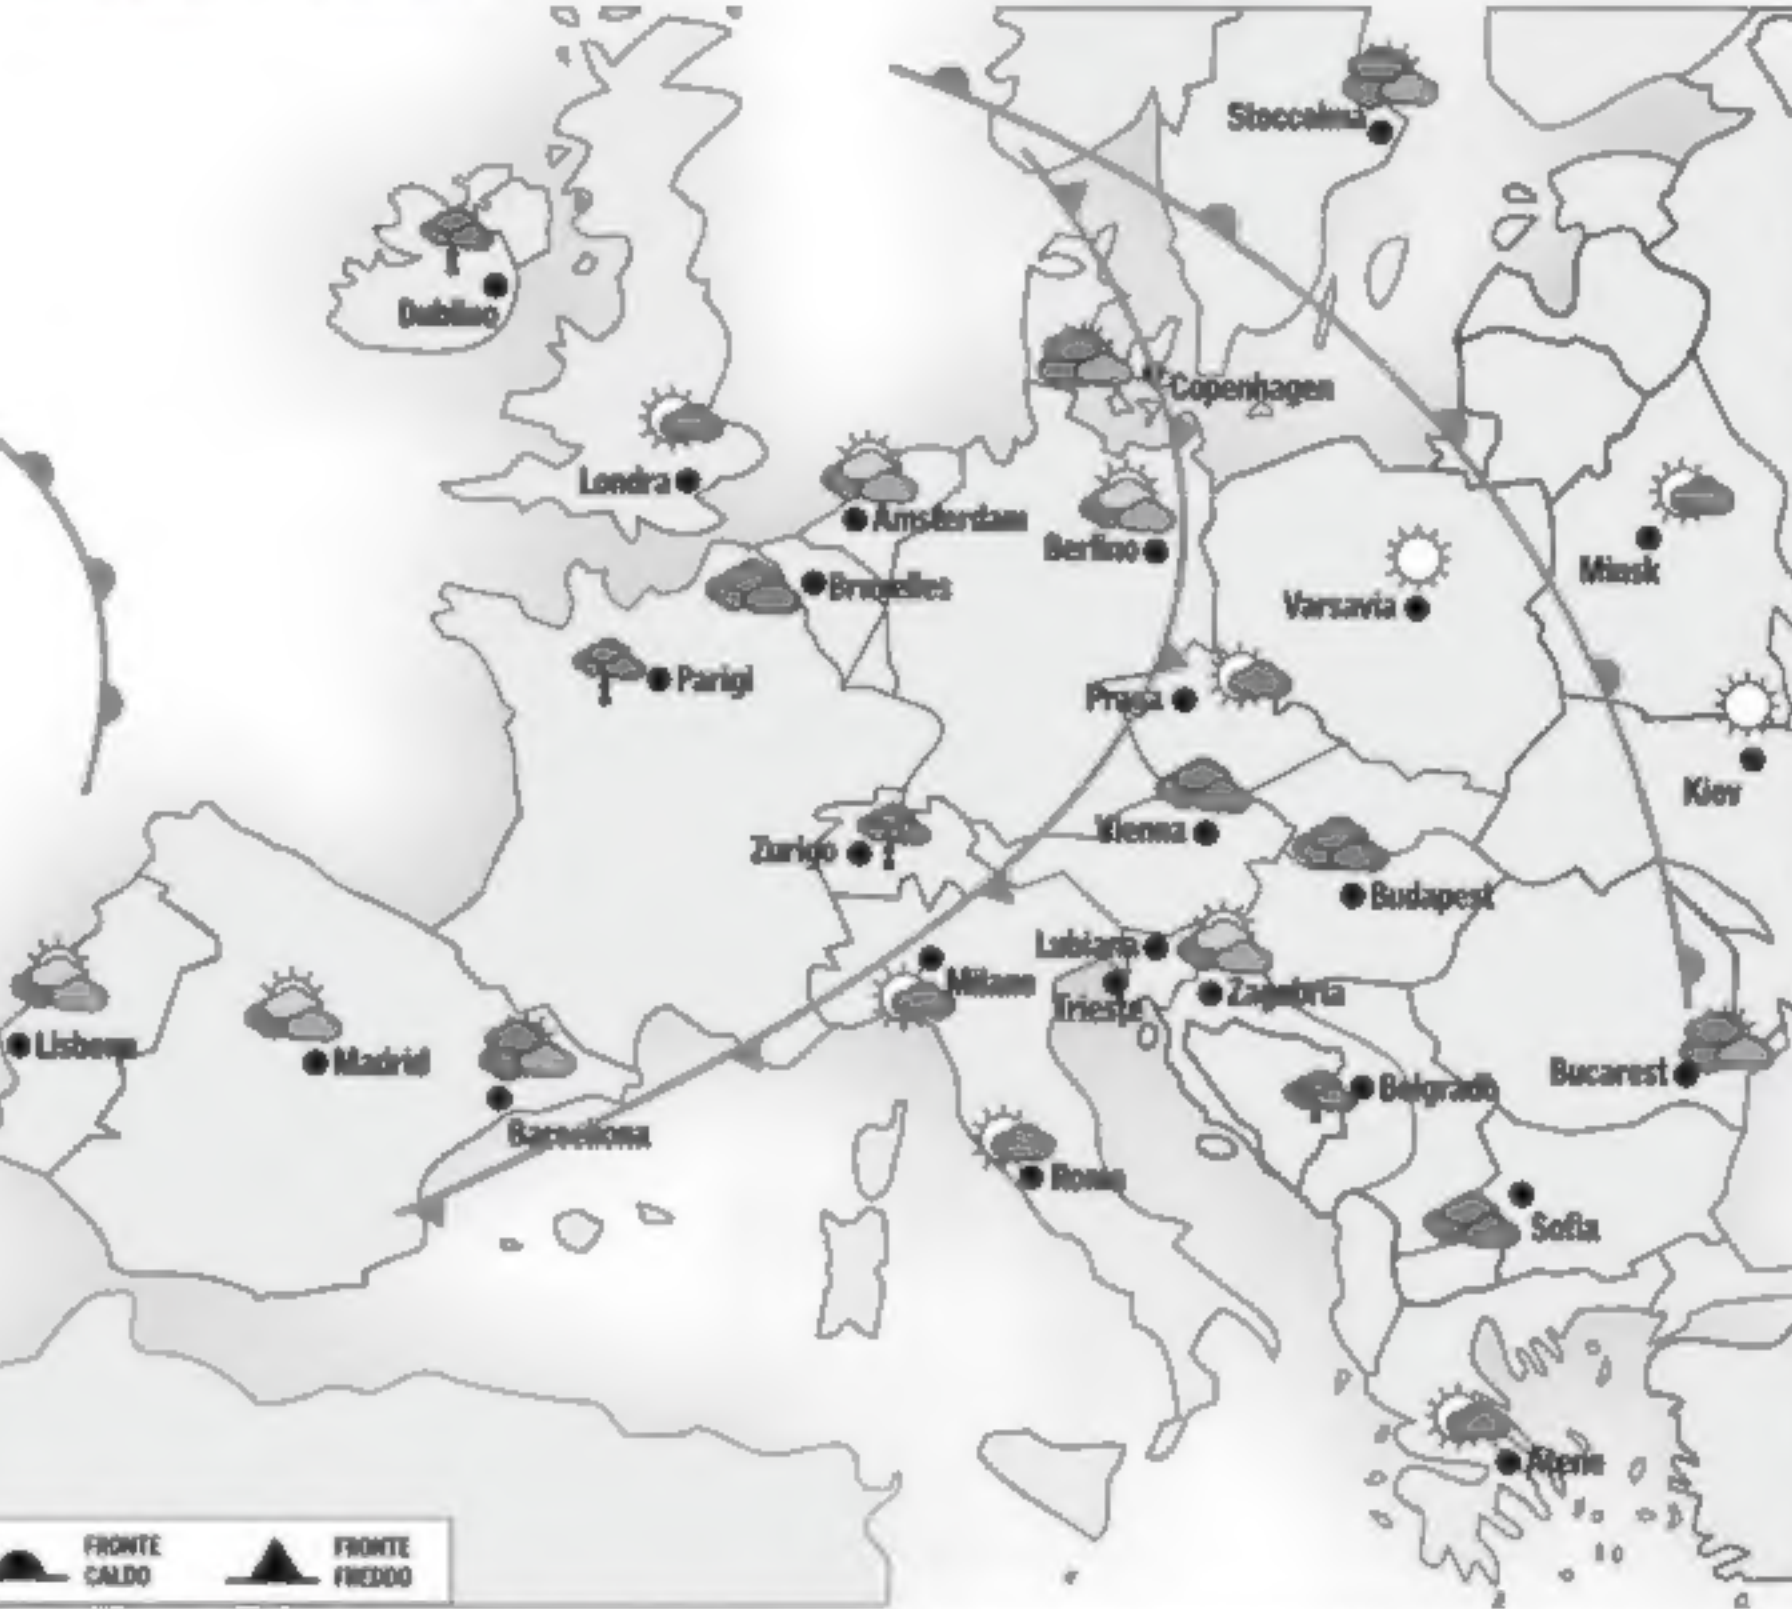 Stoccolma
Dublino
Copenhagen
Londra
Amsterdam
Berlino
Minsk
Bruxelles
Varsavia
Parigi
Praga
Kiev
Vienna
Zurigo
Budapest
Lubiana
Milano
Zagabria
Trieste
Lisbona
Madrid
Bucarest
Belgrado
Barcellona
Roma
Sofia
Atene
FRONTE
CALDO
FRONTE
FREDDO